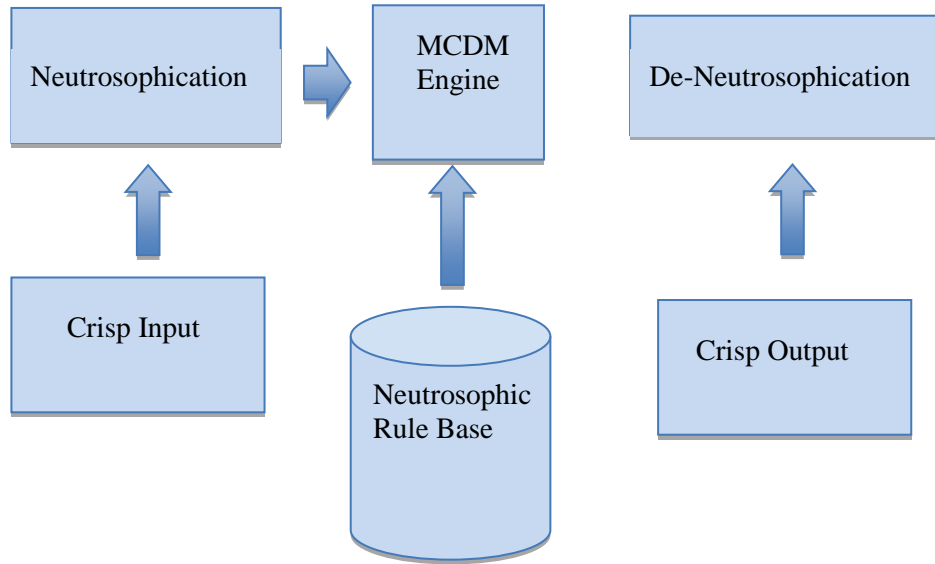 Neutrosophication
MCDM
Engine
De-Neutrosophication
Crisp Input
Neutrosophic
Rule Base
Crisp Output